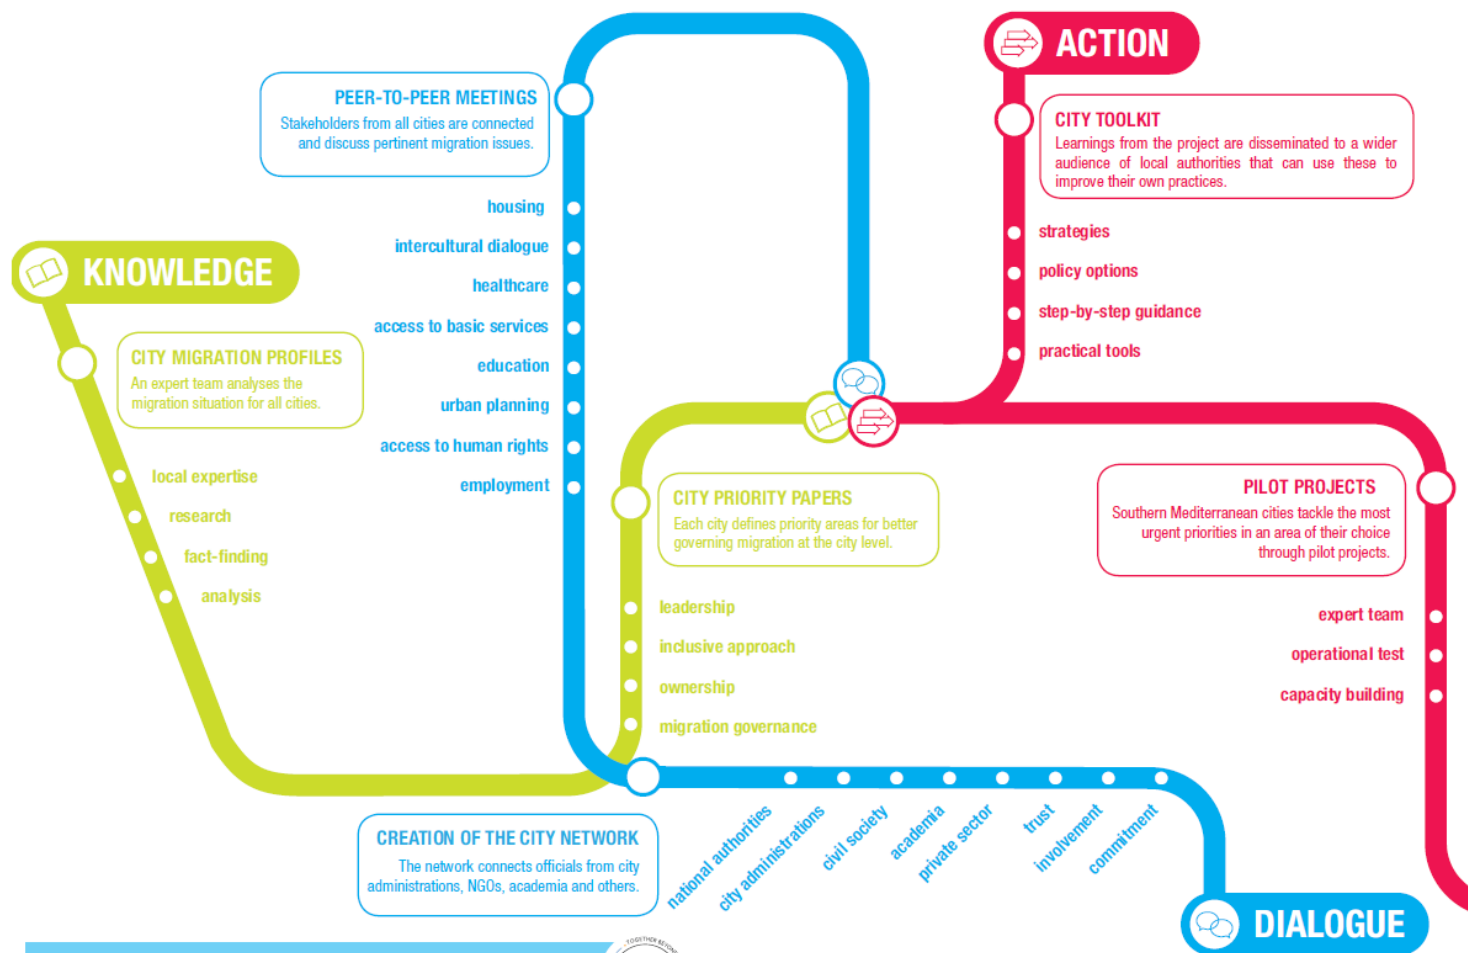 ACTION
PEER-TO-PEER MEETINGS
Stakeholders from all cities are connected
and discuss pertinent migration issues.
CITY TOOLKIT
Learnings from the project are disseminated to a wider
audience of local authorities that can use these to
improve their own practices.
housing
intercultural dialogue
healthcare
access to basic services
education
urban planning
access to human rights
employment
strategies
policy options
step-by-step guidance
practical tools
KNOWLEDGE
CITY MIGRATION PROFILES
An expert team analyses the
migration situation for all cities.
local expertise
research
fact-finding
analysis
CITY PRIORITY PAPERS
Each city defines priority areas for better
governing migration at the city level.
leadership
inclusive approach
ownership
migration governance
PILOT PROJECTS
Southern Mediterranean cities tackle the most
urgent priorities in an area of their choice
through pilot projects.
expert team
operational test
capacity building
CREATION OF THE CITY NETWORK
The network connects officials from city
administrations, NGOs, academia and others.
national authorities
city administrations
civil society
academia
private sector
trust
involvement
commitment
DIALOGUE
TOGETHER BEYOND